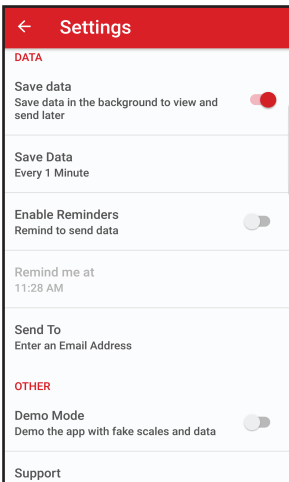 Settings
DATA
Save data
Save data in the background to view and
send later
Save Data
Every 1 Minute
Enable Reminders
Remind to send data
Remind me at
11:28 AM
Send To
Enter an Email Address
OTHER
Demo Mode
Demo the app with fake scales and data
Support